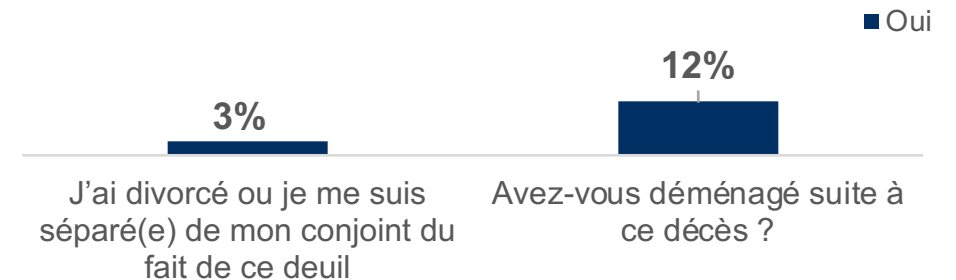 Oui
12%
3%
J’ai divorcé ou je me suis
séparé(e) de mon conjoint du
fait de ce deuil
Avez-vous déménagé suite à
ce décès ?